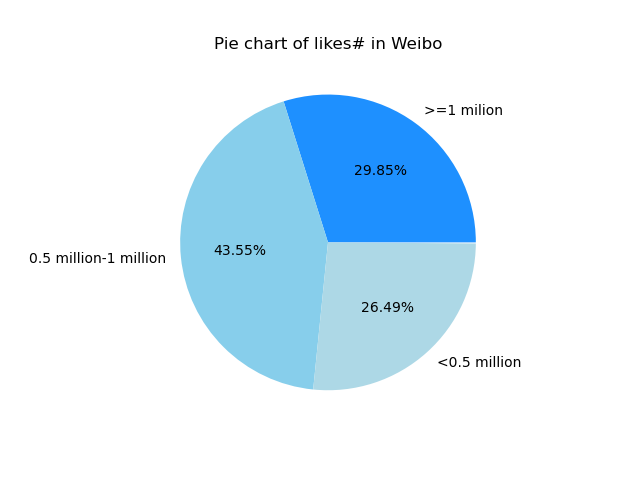 Pie chart of likes# in Weibo
>=1 milion
29.85%
0.5 million-1 million
43.55%
26.49%
<0.5 million